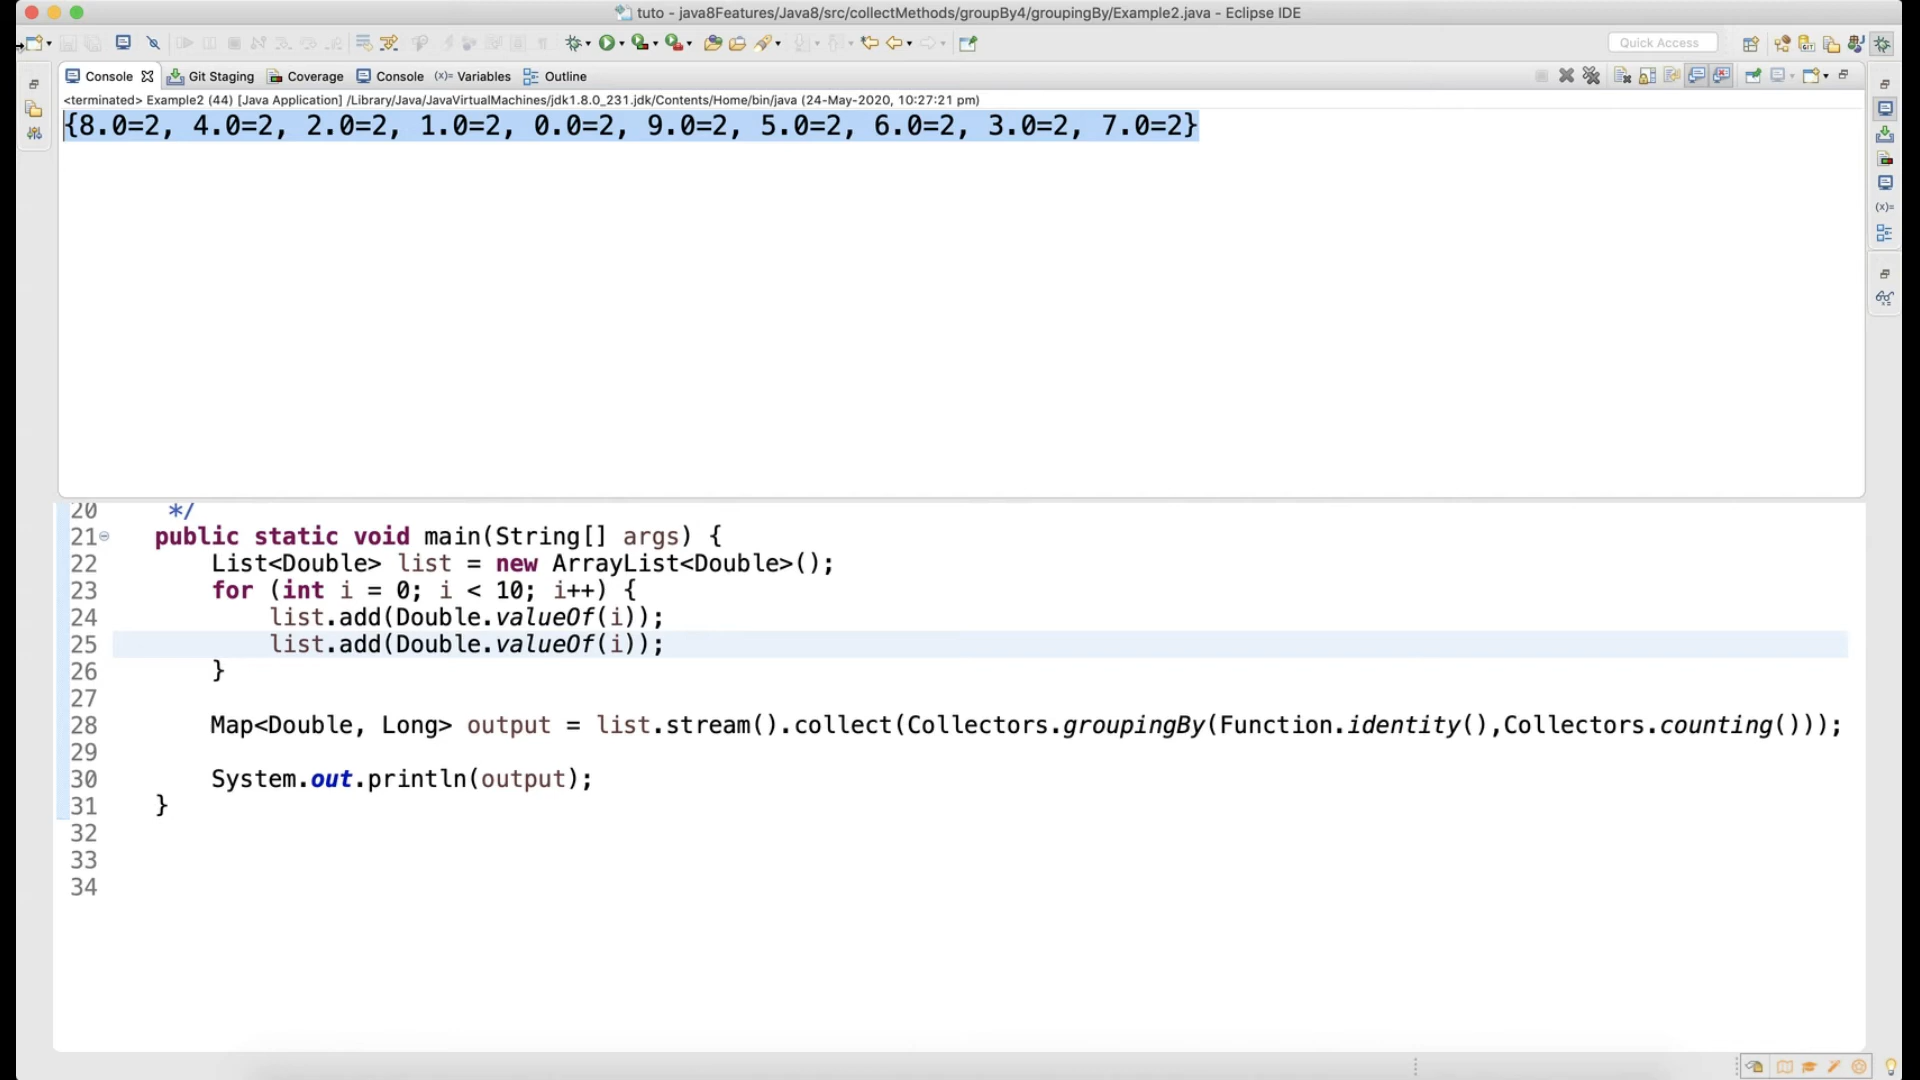 tuto - java8Features/Java8/src/collectMethods/groupBy4/groupingBy/Example2.java - Eclipse IDE
Quick Access
Console Git Staging Coverage Console (x)= Variables Outline
<terminated> Example2 (44) [Java Application] /Library/Java/JavaVirtualMachines/jdk1.8.0_231.jdk/Contents/Home/bin/java (24-May-2020, 10:27:21 pm)
{8.0=2, 4.0=2, 2.0=2, 1.0=2, 0.0=2, 9.0=2, 5.0=2, 6.0=2, 3.0=2, 7.0=2}
(x)=
20 */
21 public static void main(String[] args) {
22 List<Double> list = new ArrayList<Double>();
23 for (int i = 0; i < 10; i++) {
24 list.add(Double.valueOf(i));
25 list.add(Double.valueOf(i));
26 }
27
28 Map<Double, Long> output = list.stream().collect(Collectors.groupingBy(Function.identity(),Collectors.counting()));
29
30 System.out.println(output);
31 }
32
33
34